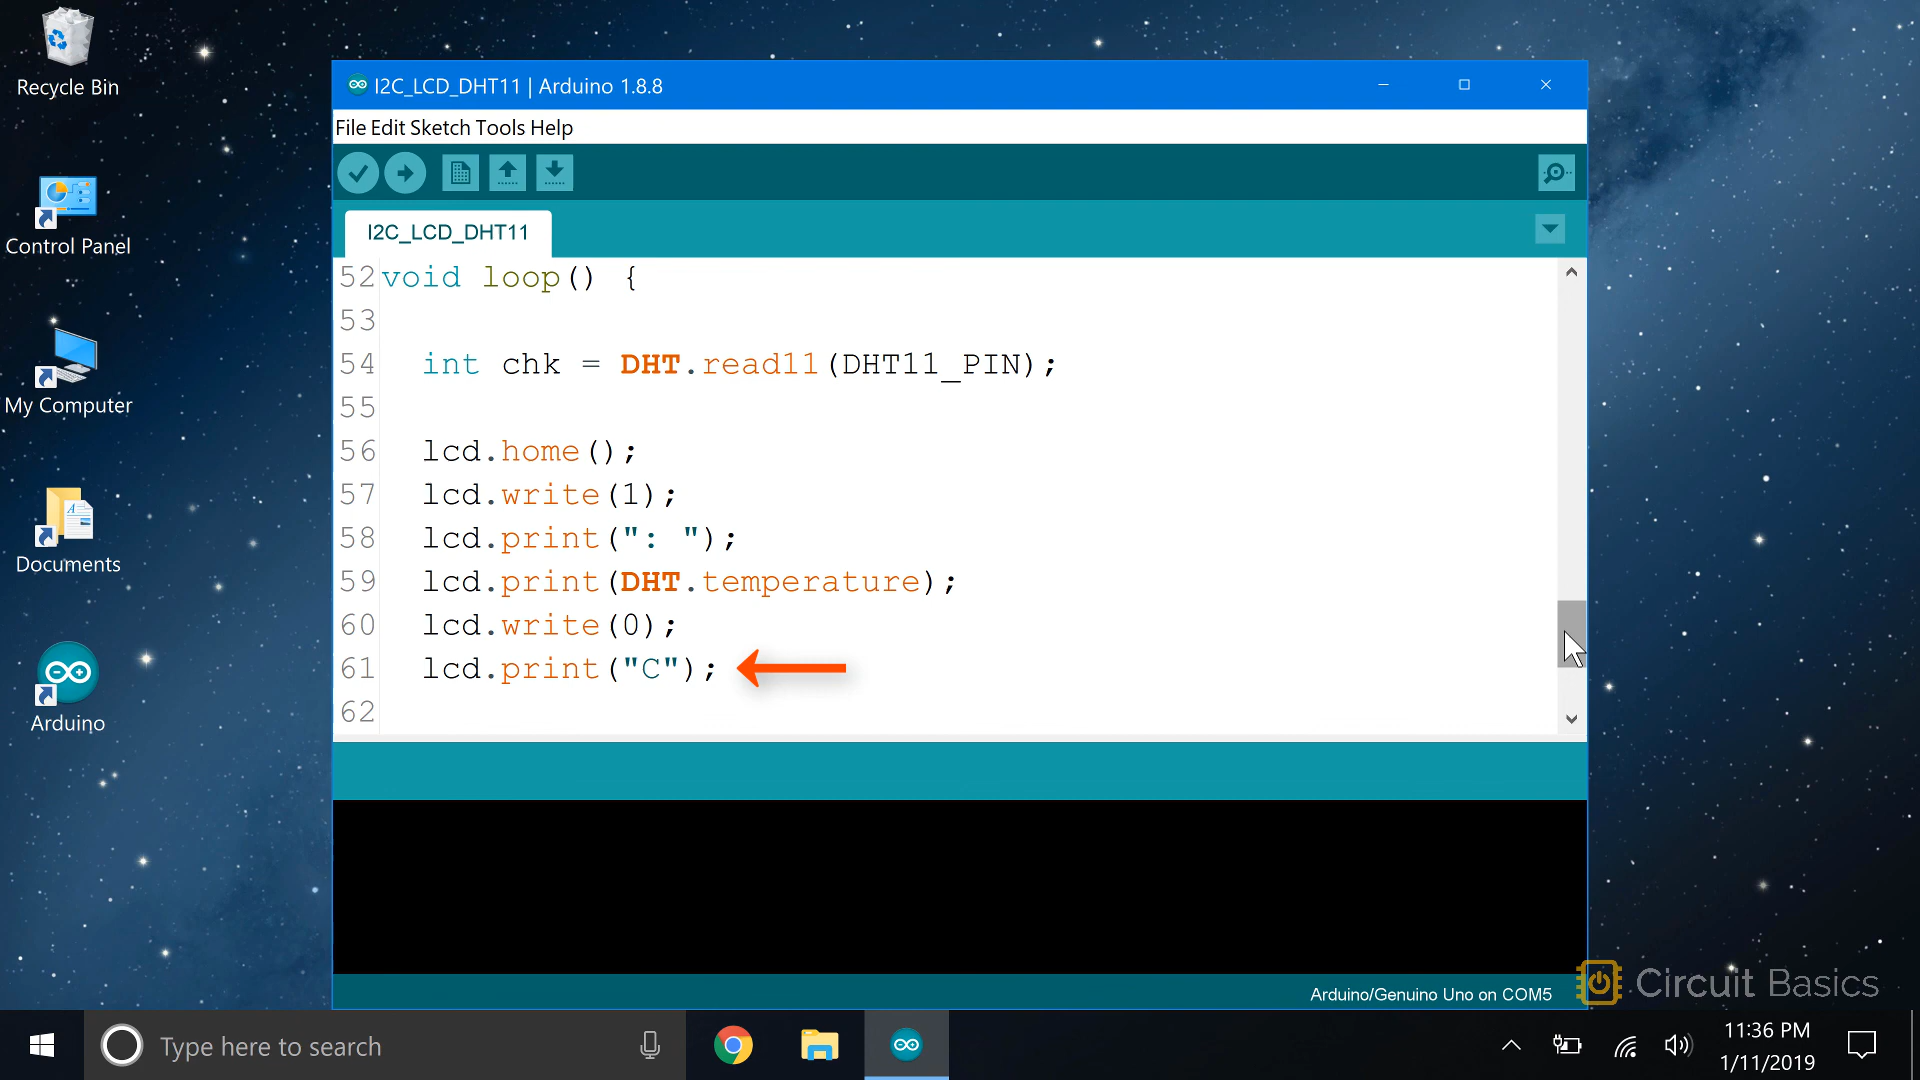 Recycle Bin
Control Panel
My Computer
Documents
Arduino
I2C_LCD_DHT11 | Arduino 1.8.8
File Edit Sketch Tools Help
I2C_LCD_DHT11
52 void loop() {
53
54 int chk = DHT.read11(DHT11_PIN);
55
56 lcd.home();
57 lcd.write(1);
58 lcd.print(": ");
59 lcd.print(DHT.temperature);
60 lcd.write(0);
61 lcd.print("C");
62
Arduino/Genuino Uno on COM5
Circuit Basics
Type here to search
11:36 PM
1/11/2019